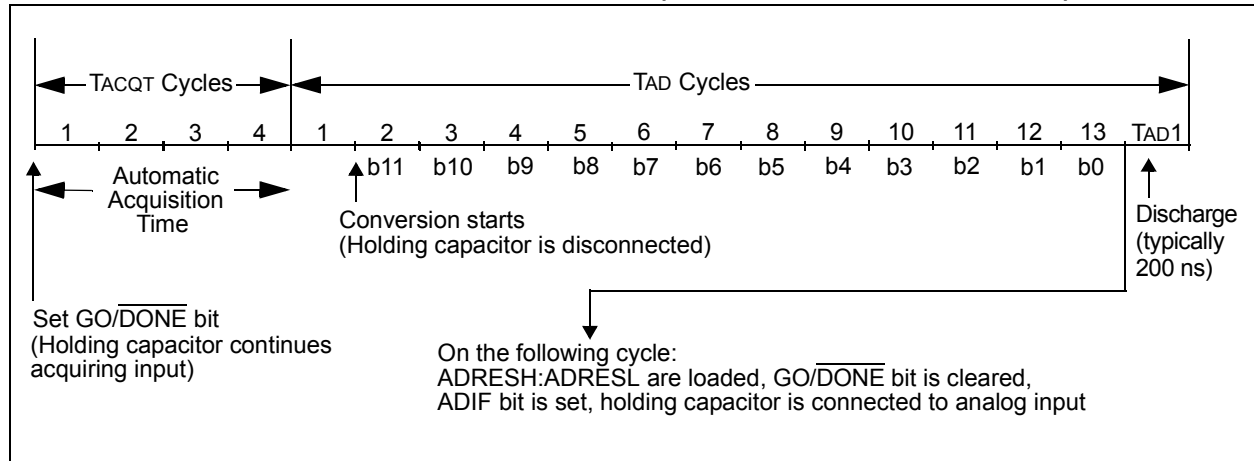 TACQT Cycles TAD Cycles
1 2 3 4 1 2 3 4 5 6 7 8 9 10 11 12 13 TAD1
b11 b10 b9 b8 b7 b6 b5 b4 b3 b2 b1 b0
Automatic
Acquisition
Time
Conversion starts
(Holding capacitor is disconnected)
Discharge
(typically
200 ns)
Set GO/DONE bit
(Holding capacitor continues
acquiring input)
On the following cycle:
ADRESH:ADRESL are loaded, GO/DONE bit is cleared,
ADIF bit is set, holding capacitor is connected to analog input